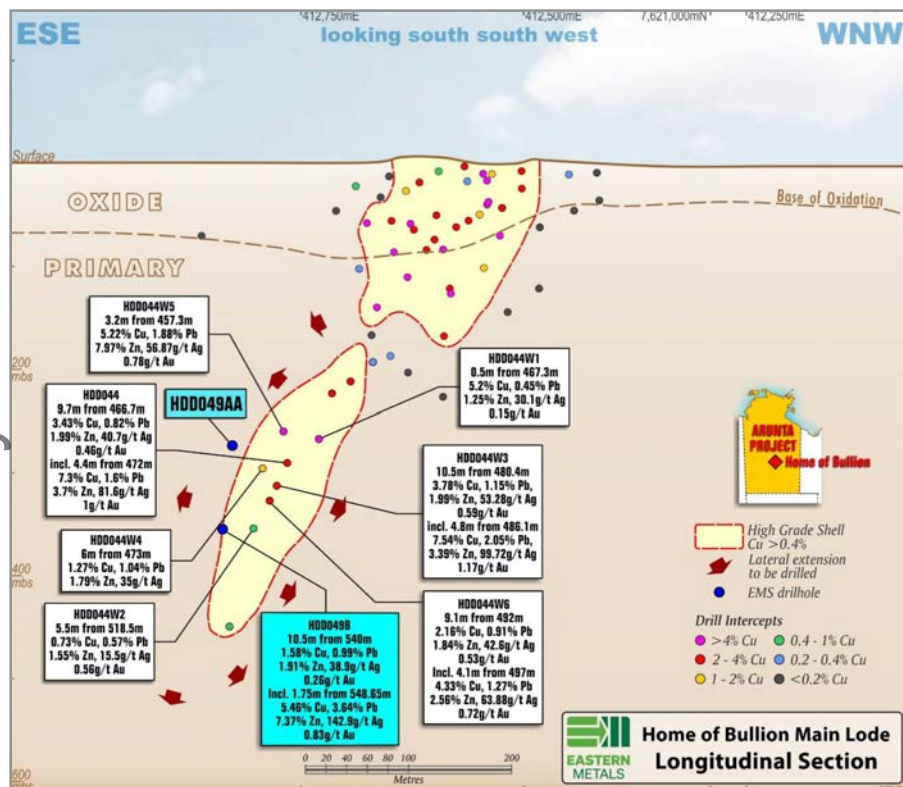 412,750mE
412,500mE
7,621,000mN
412,250mE
ESE
looking south south west
WNW
Surface
OXIDE
Base of Oxidation
PRIMARY
HDD044W5
3.2m from 457.3m
5.22% Cu, 1.88% Pb
7.97% Zn, 56.87g/t Ag
0.78g/t Au
200
mbs
HDD044W1
0.5m from 467.3m
5.2% Cu, 0.45% Pb
1.25% Zn, 30.1g/t Ag
0.15g/t Au
HDD049AA
HDD044
9.7m from 466.7m
3.43% Cu, 0.82% Pb
1.99% Zn, 40.7g/t Ag
0.46g/t Au
incl. 4.4m from 472m
7.3% Cu, 1.6% Pb
3.7% Zn, 81.6g/t Ag
1g/t Au
ARUNTA
PROJECT
Home of Bullion
HDD044W3
10.5m from 480.4m
3.78% Cu, 1.15% Pb,
1.99% Zn, 53.28g/t Ag
0.59g/t Au
incl. 4.8m from 486.1m
7.54% Cu, 2.05% Pb,
3.39% Zn, 99.72g/t Ag
1.17g/t Au
HDD044W4
6m from 473m
1.27% Cu, 1.04% Pb
1.79% Zn, 35g/t Ag
400
mbs
High Grade Shell
Cu >0.4%
Lateral extension
to be drilled
EMS drilhole
Drill Intercepts
>4% Cu
0.4 - 1% Cu
2 - 4% Cu
0.2 - 0.4% Cu
1 - 2% Cu
<0.2% Cu
HDD044W2
5.5m from 518.5m
0.73% Cu, 0.57% Pb
1.55% Zn, 15.5g/t Ag
0.56g/t Au
HDD049B
10.5m from 540m
1.58% Cu, 0.99% Pb
1.91% Zn, 38.9g/t Ag
0.26g/t Au
Incl. 1.75m from 548.65m
5.46% Cu, 3.64% Pb
7.37% Zn, 142.9g/t Ag
0.83g/t Au
HDD044W6
9.1m from 492m
2.16% Cu, 0.91% Pb
1.84% Zn, 42.6g/t Ag
0.53g/t Au
Incl. 4.1m from 497m
4.33% Cu, 1.27% Pb
2.56% Zn, 63.88g/t Ag
0.72g/t Au
0 20 40 60 80 100 200
Metres
EASTERN
METALS
Home of Bullion Main Lode
Longitudinal Section
600
mbs